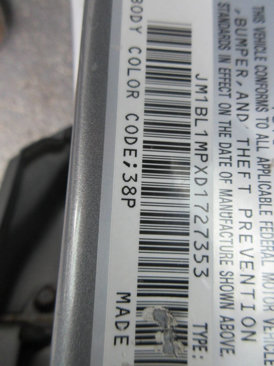 THIS VEHICLE CONFORMS TO ALL APPLICABLE FEDERAL MOTOR VEHICLE
, BUMPER, AND THEFT PREVENTION
STANDARDS IN EFFECT ON THE DATE OF MANUFACTURE SHOWN ABOVE.
JM1BL1MPXD1727353 TYPE:
BODY COLOR CODE;38P MADE